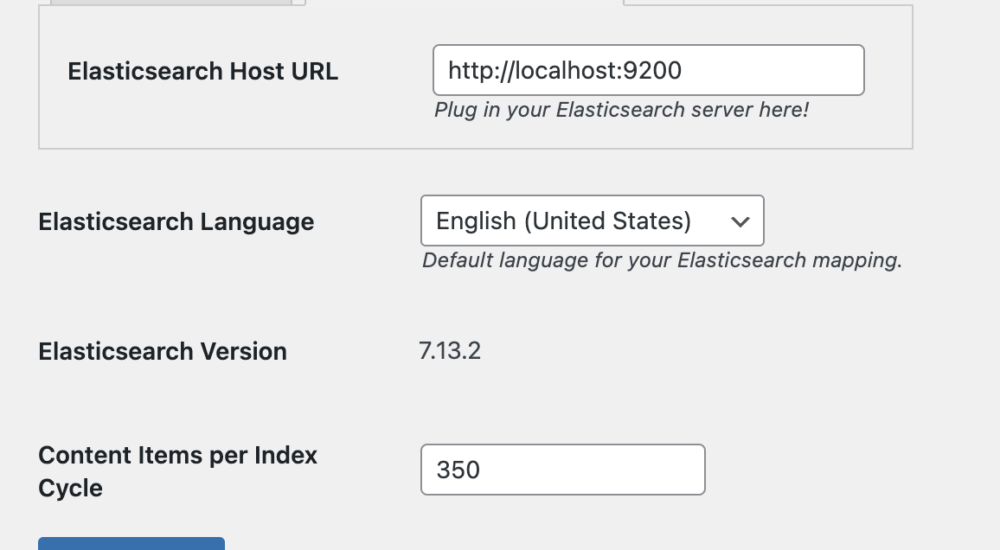 Elasticsearch Host URL
http://localhost:9200
Plug in your Elasticsearch server here!
Elasticsearch Language
English (United States)
Default language for your Elasticsearch mapping.
Elasticsearch Version
7.13.2
Content Items per Index
Cycle
350